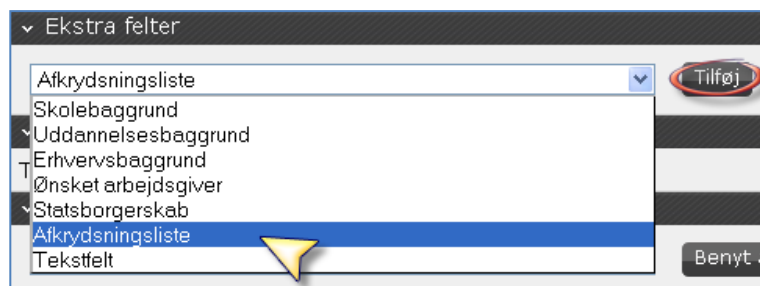 Ekstra felter
Afkrydsningsliste
Tilføj
Skolebaggrund
Uddannelsesbaggrund
Erhvervsbaggrund
Ønsket arbejdsgiver
Statsborgerskab
Afkrydsningsliste
Tekstfelt
Benyt